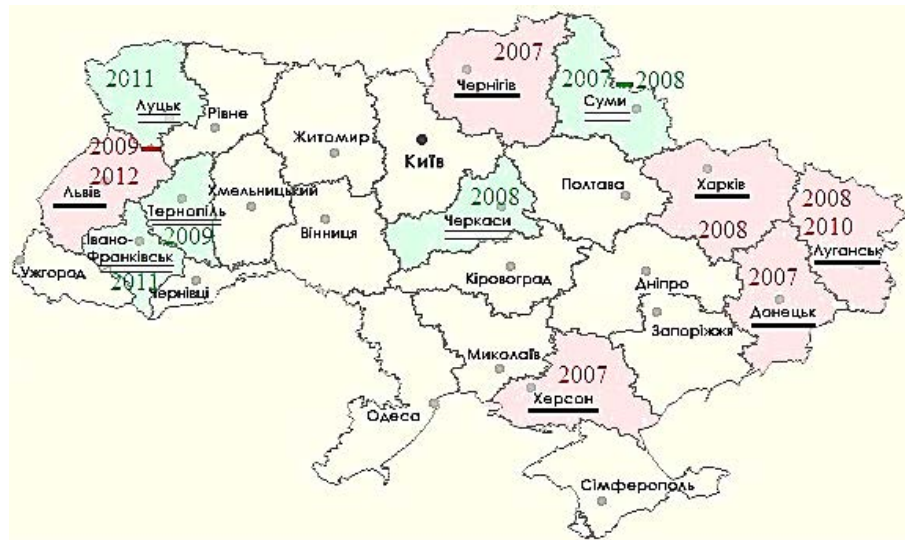 2007
2011
Чернігів
2007 - 2008
Луцьк
Суми
Рівне
Житомир
Київ
2009 -
2012
Львів
Хмельницький
Тернопіль
2008
Черкаси
Полтава
Харків
2008
2008
2010
Луганськ
Вінниця
Івано-
Франківськ
2009
Ужгород
2011
Чернівці
Кіровоград
Дніпро
2007
Донецьк
Запоріжжя
Миколаїв
2007
Херсон
Одеса
Сімферополь